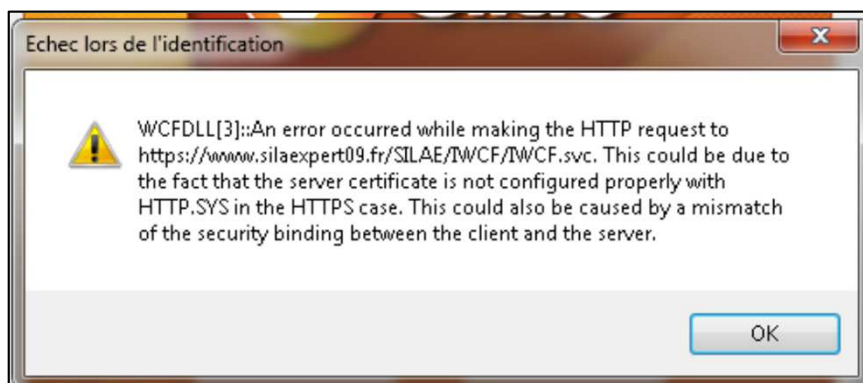 Echec lors de l'identification
WCFDLL[3]::An error occurred while making the HTTP request to
https://www.silaexpert09.fr/SILAE/IWCF/IWCF.svc. This could be due to
the fact that the server certificate is not configured properly with
HTTP.SYS in the HTTPS case. This could also be caused by a mismatch
of the security binding between the client and the server.
OK